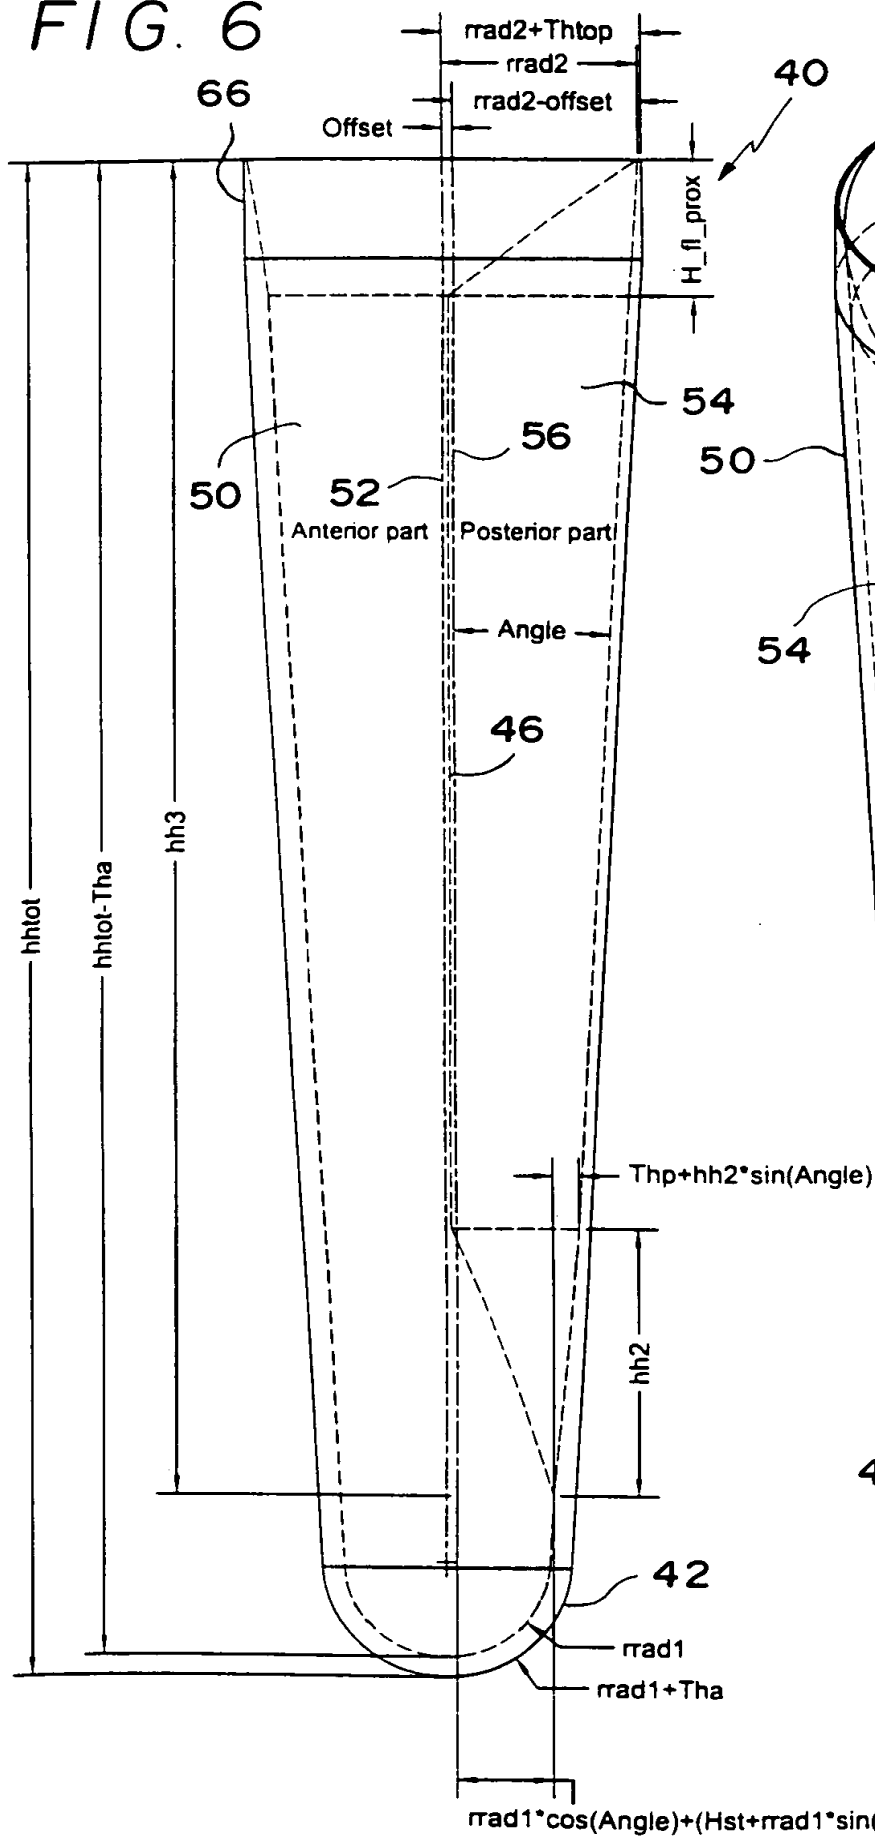 FIG. 6
rrad2+Thtop
rrad2
66
rrad2-offset
40
Offset
H_fl_prox
54
56
50
50
52
Anterior part
Posterior part
Angle
54
46
hh3
hhtot
hhtot-Tha
Thp+hh2*sin(Angle)
hh2
4
42
rrad1
rrad1+Tha
rrad1*cos(Angle)+(Hst+rrad1*sin(